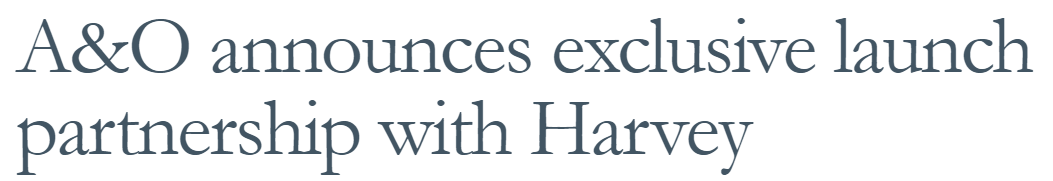 A&O announces exclusive launch
partnership with Harvey